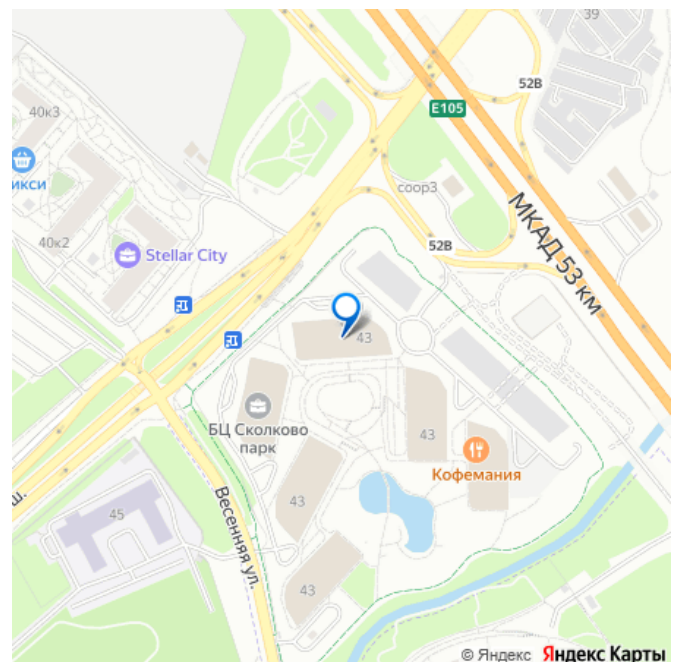 39
52В
40к3
E105
икси
соор3
МКАД 53 км
40к2
Stellar City
52В
43
БЦ Сколково
парк
43
Кофемания
ш.
Весенняя ул.
43
45
43
© Яндекс Яндекс Карты